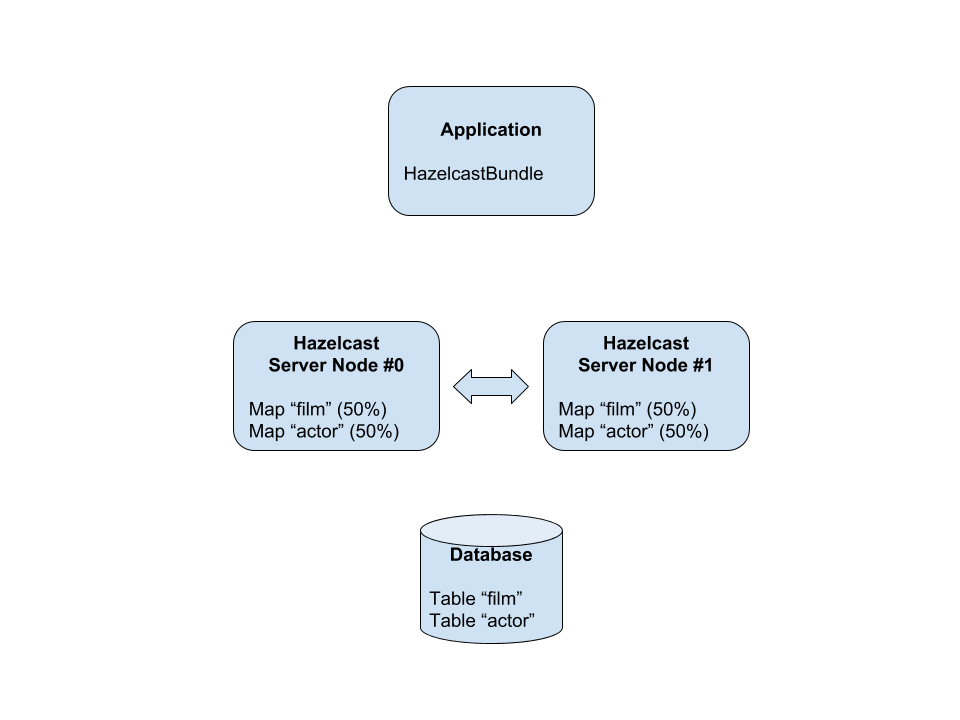 Application
HazelcastBundle
Hazelcast
Server Node #0
Map “film” (50%)
Map “actor” (50%)
Hazelcast
Server Node #1
Map “film” (50%)
Map “actor” (50%)
Database
Table “film”
Table “actor”